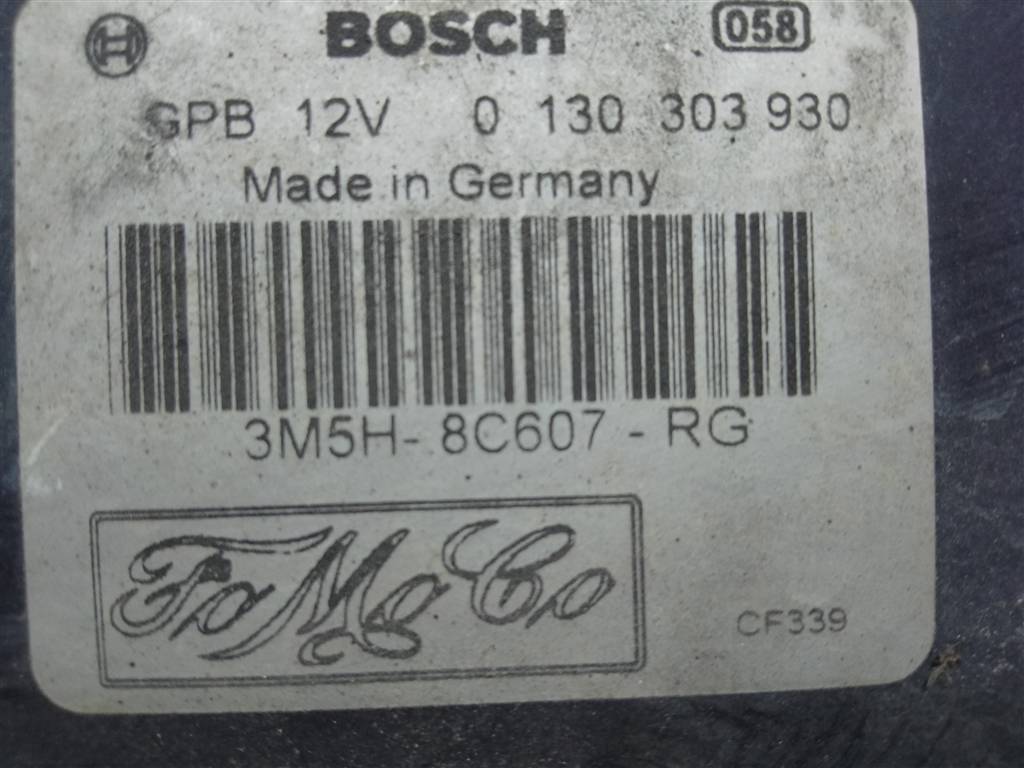 BOSCH 058
GPB 12V 0 130 303 930
Made in Germany
3M5H-8C607-RG
FoMoCo
CF339